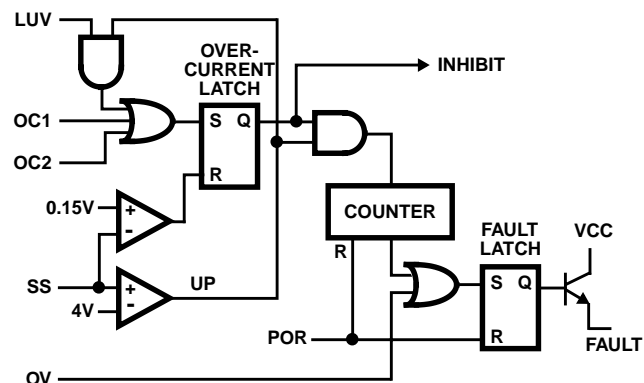 LUV
OVER-
CURRENT
LATCH
INHIBIT
S Q
OC1
OC2
R
0.15V
+
-
COUNTER
FAULT
LATCH
VCC
R
SS
+
-
4V
UP
S Q
POR
R
FAULT
OV